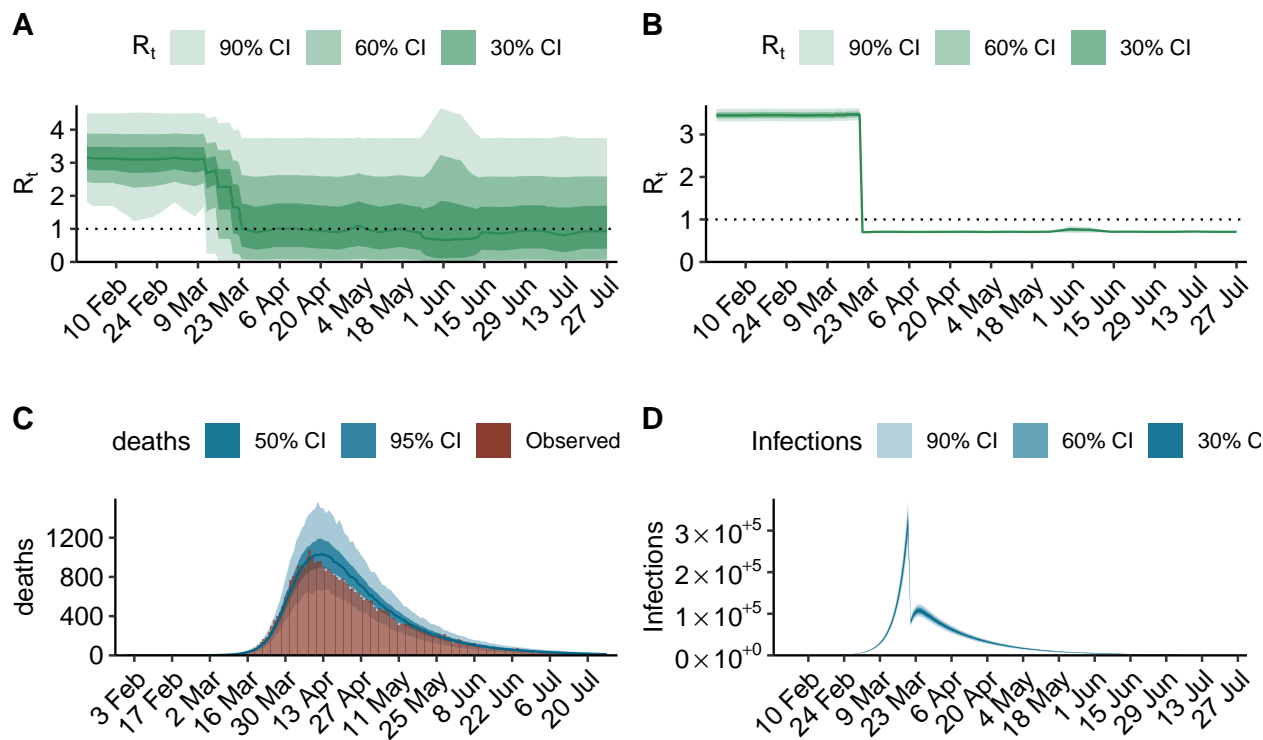 A
R_t 90% CI 60% CI 30% CI
R_t
4
3
2
1
0
10 Feb
24 Feb
9 Mar
23 Mar
6 Apr
20 Apr
4 May
18 May
1 Jun
15 Jun
29 Jun
13 Jul
27 Jul
B
R_t 90% CI 60% CI 30% CI
R_t
3
2
1
0
10 Feb
24 Feb
9 Mar
23 Mar
6 Apr
20 Apr
4 May
18 May
1 Jun
15 Jun
29 Jun
13 Jul
27 Jul
C
deaths 50% CI 95% CI Observed
deaths
1200
800
400
0
3 Feb
17 Feb
2 Mar
16 Mar
30 Mar
13 Apr
27 Apr
11 May
25 May
8 Jun
22 Jun
6 Jul
20 Jul
D
Infections 90% CI 60% CI 30% C
Infections
3×10⁺⁵
2×10⁺⁵
1×10⁺⁵
0×10⁺⁰
10 Feb
24 Feb
9 Mar
23 Mar
6 Apr
20 Apr
4 May
18 May
1 Jun
15 Jun
29 Jun
13 Jul
27 Jul